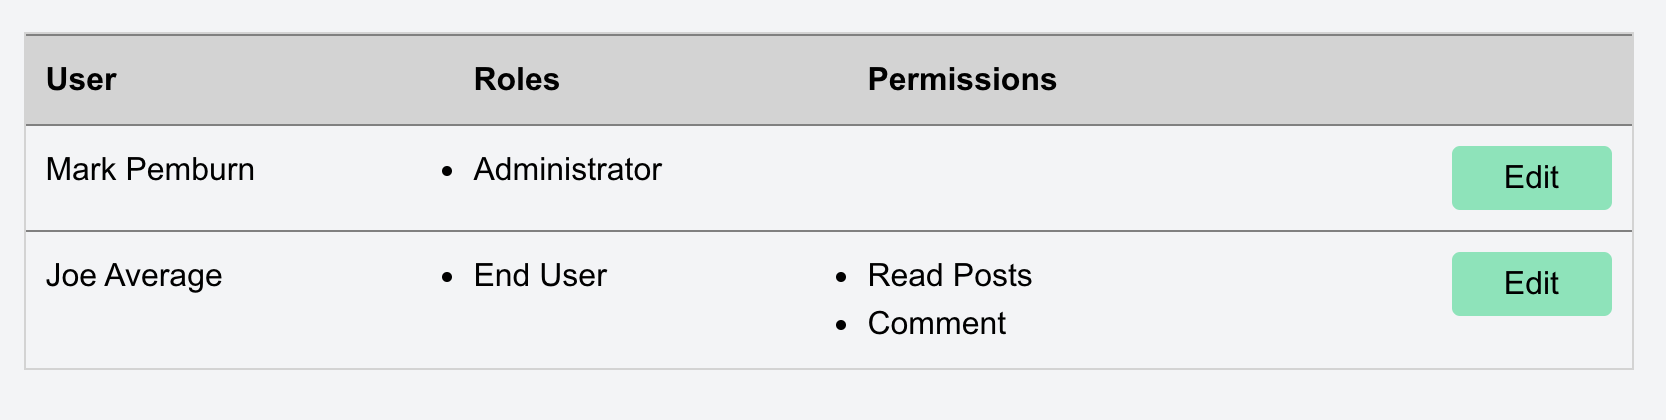 User Roles Permissions
Mark Pemburn • Administrator Edit
Joe Average • End User • Read Posts Edit
• Comment